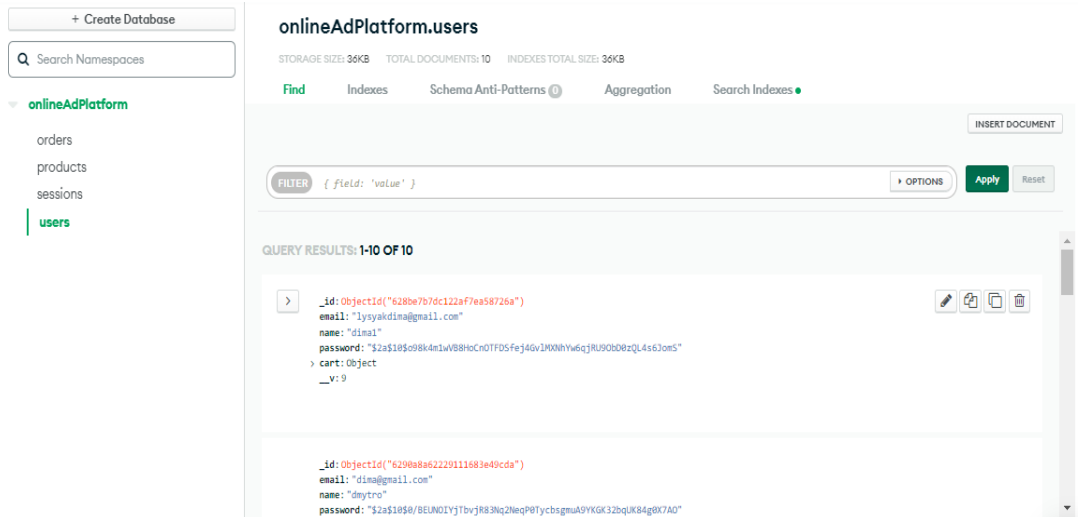 + Create Database
Search Namespaces
onlineAdPlatform
orders
products
sessions
users
onlineAdPlatform.users
STORAGE SIZE: 36KB TOTAL DOCUMENTS: 10 INDEXES TOTAL SIZE: 36KB
Find Indexes Schema Anti-Patterns 0 Aggregation Search Indexes
INSERT DOCUMENT
FILTER { field: 'value' } OPTIONS Apply Reset
QUERY RESULTS: 1-10 OF 10
_id: ObjectId("628be7b7dc122af7ea58726a")
email: "lysyakdima@gmail.com"
name: "dima1"
password: "$2a$10$o98k4m1wVB8HoCnOTFDSfej4GvlMXNhYw6qjRU9ObD0zQL4s6JomS"
cart: Object
__v: 9
_id: ObjectId("6290a8a62229111683e49cda")
email: "dima@gmail.com"
name: "dmytro"
password: "$2a$10$0/BEUNOIYjTbvjR83Nq2NeqP0TycbsgmuA9YKGK32bqUK84g0X7AO"